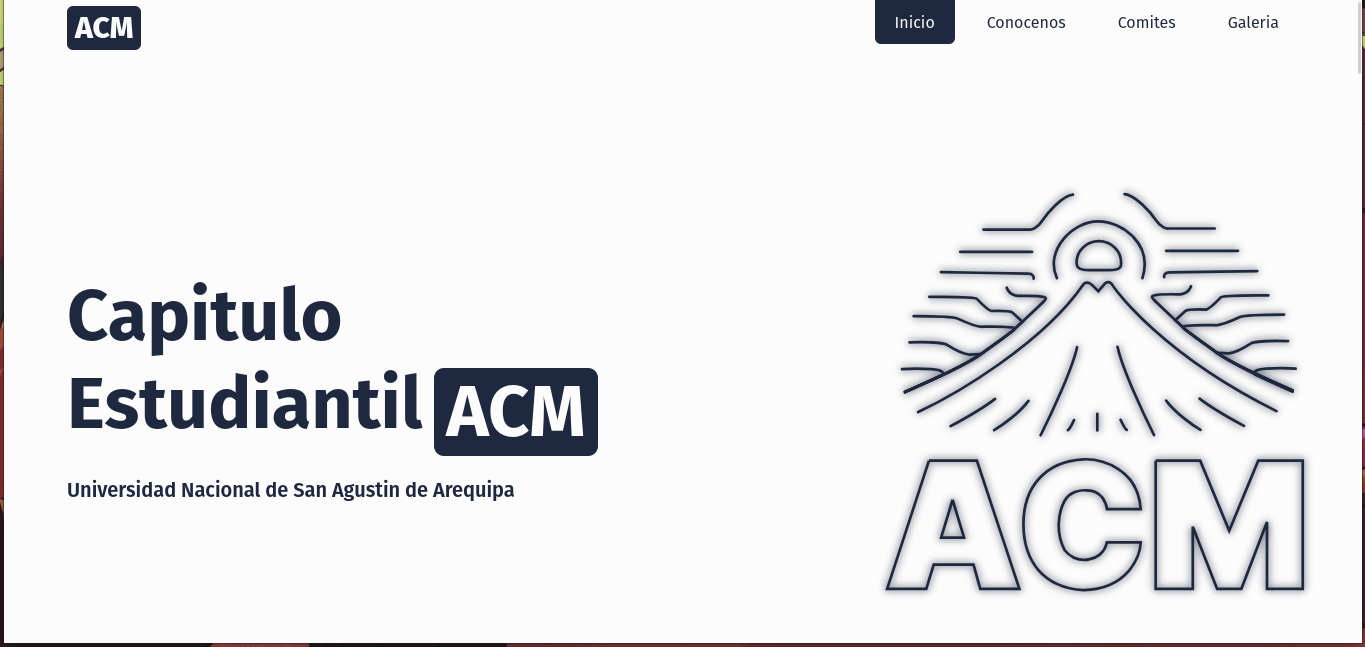 ACM
Inicio Conocenos Comites Galeria
Capitulo
Estudiantil ACM
Universidad Nacional de San Agustin de Arequipa
ACM